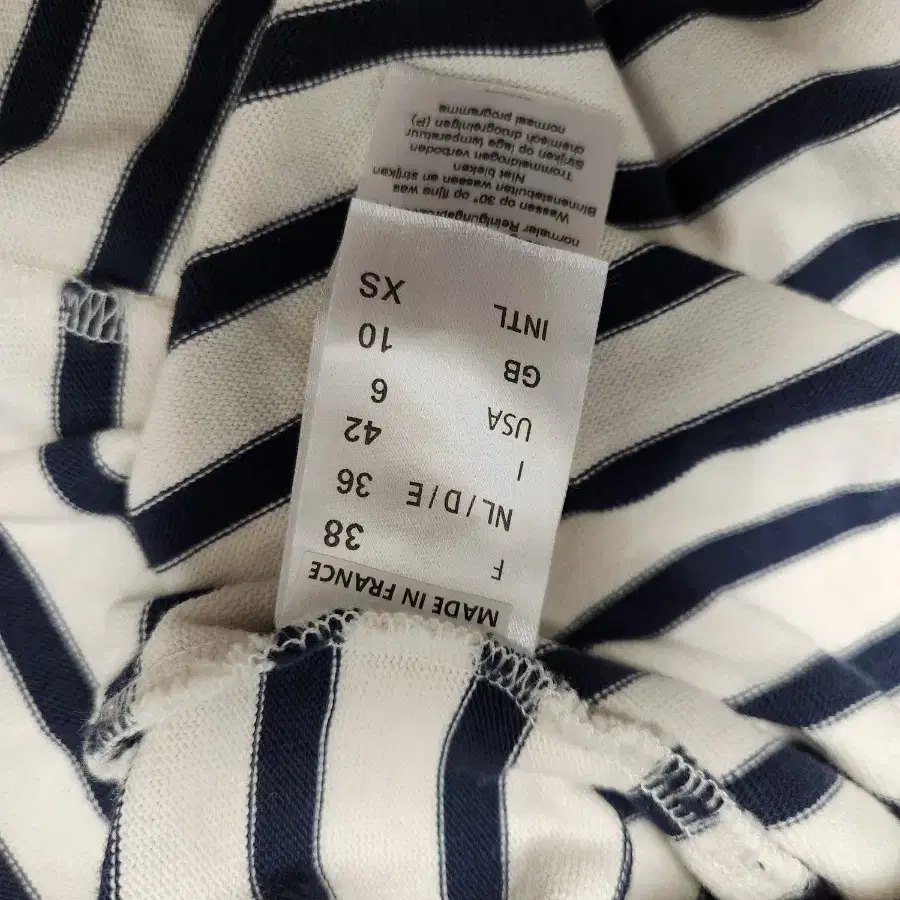 MADE IN FRANCE
F 38
NL/D/E 36
I 42
USA 6
GB 10
INTL XS
normaler Reinigungspro
Wassen op 30° op fijne was
Binnenstebuiten wassen en strijken
Niet bleken
Trommeldrogen verboden
Strijken op lage temperatuur
chemisch droogreinigen (P)
normaal programma